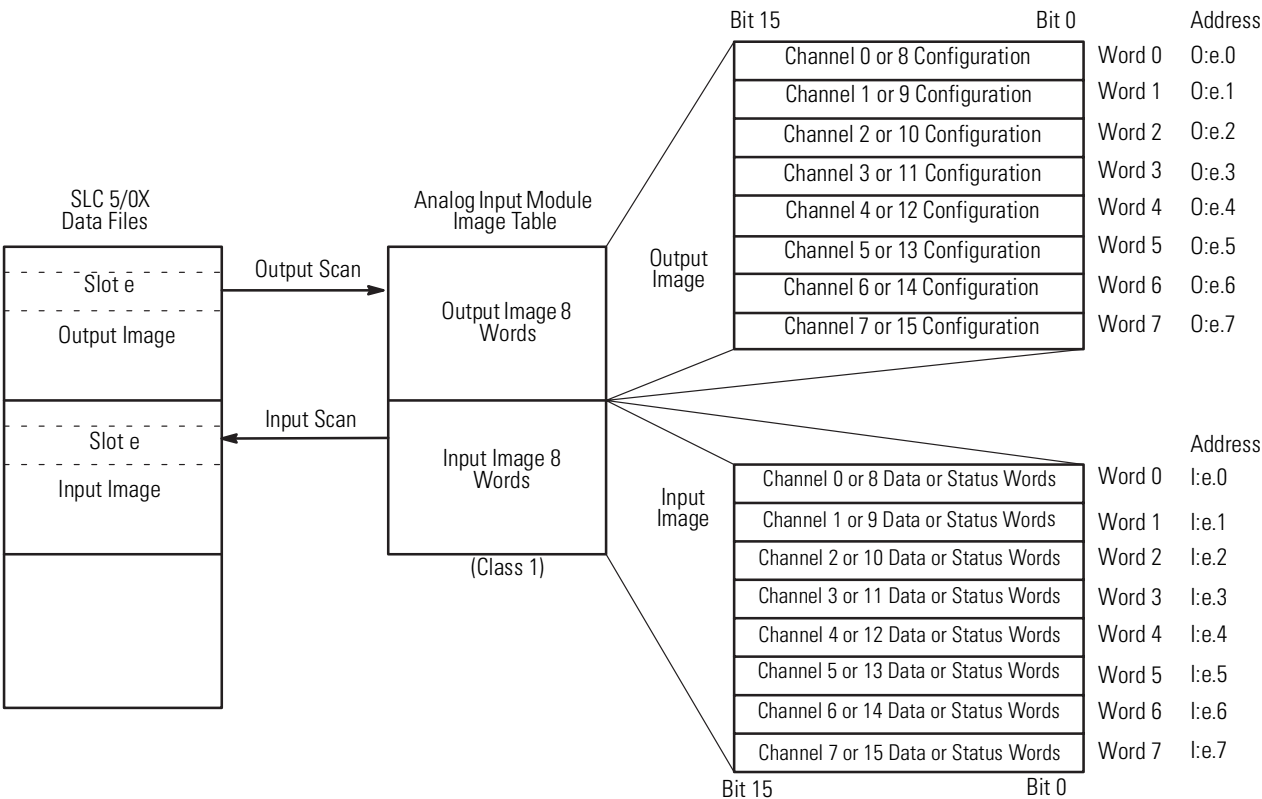 SLC 5/0X
Data Files
Slot e
Output Image
Slot e
Input Image
Output Scan
Input Scan
Analog Input Module
Image Table
Output Image 8
Words
Input Image 8
Words
(Class 1)
Output
Image
Bit 15 Bit 0 Address
Channel 0 or 8 Configuration Word 0 O:e.0
Channel 1 or 9 Configuration Word 1 O:e.1
Channel 2 or 10 Configuration Word 2 O:e.2
Channel 3 or 11 Configuration Word 3 O:e.3
Channel 4 or 12 Configuration Word 4 O:e.4
Channel 5 or 13 Configuration Word 5 O:e.5
Channel 6 or 14 Configuration Word 6 O:e.6
Channel 7 or 15 Configuration Word 7 O:e.7
Input
Image
Address
Channel 0 or 8 Data or Status Words Word 0 I:e.0
Channel 1 or 9 Data or Status Words Word 1 I:e.1
Channel 2 or 10 Data or Status Words Word 2 I:e.2
Channel 3 or 11 Data or Status Words Word 3 I:e.3
Channel 4 or 12 Data or Status Words Word 4 I:e.4
Channel 5 or 13 Data or Status Words Word 5 I:e.5
Channel 6 or 14 Data or Status Words Word 6 I:e.6
Channel 7 or 15 Data or Status Words Word 7 I:e.7
Bit 15 Bit 0